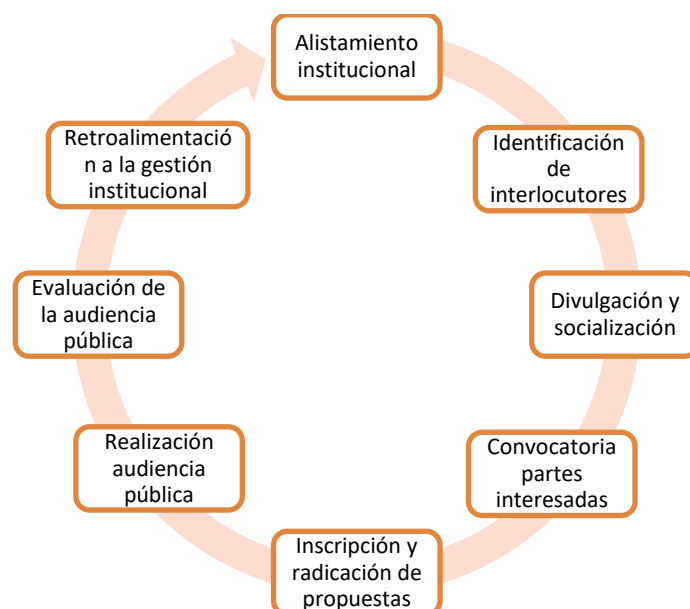 Alistamiento
institucional
Identificación
de
interlocutores
Divulgación y
socialización
Convocatoria
partes
interesadas
Inscripción y
radicación de
propuestas
Realización
audiencia
pública
Evaluación de
la audiencia
pública
Retroalimentació
n a la gestión
institucional